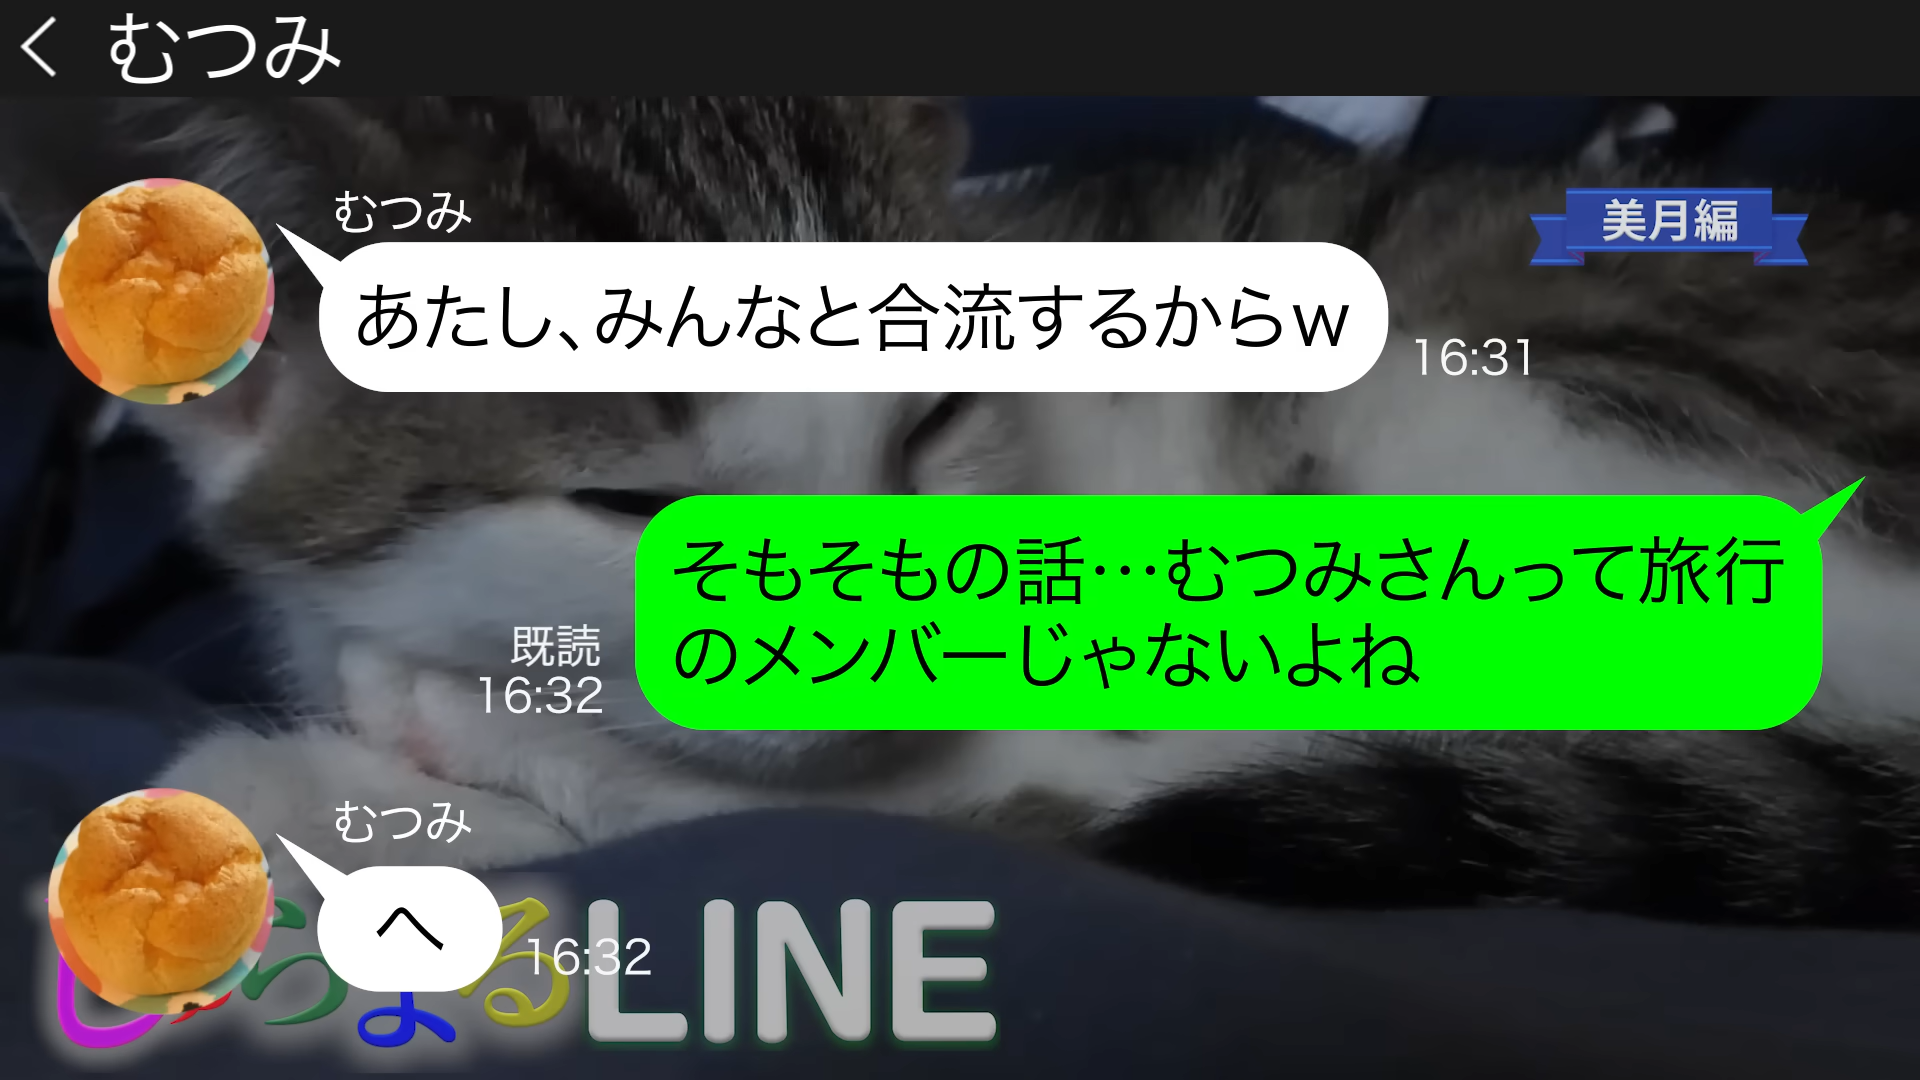 むつみ
むつみ
美月編
あたし、みんなと合流するからw
16:31
そもそもの話…むつみさんって旅行
のメンバーじゃないよね
既読
16:32
むつみ
へ
16:32
LINE